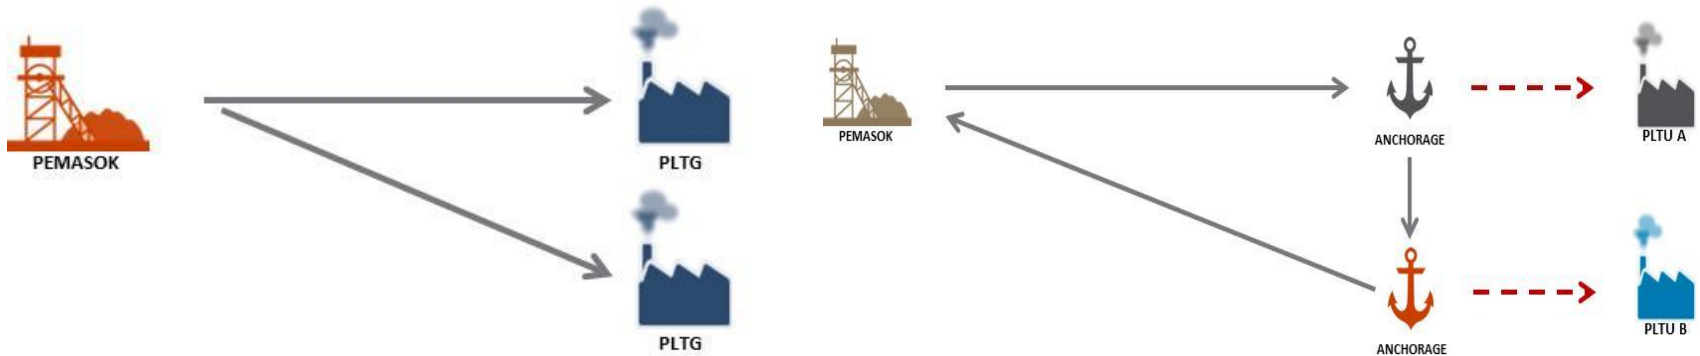 PEMASOK
PLTG
PLTG
PEMASOK
ANCHORAGE
PLTU A
ANCHORAGE
PLTU B